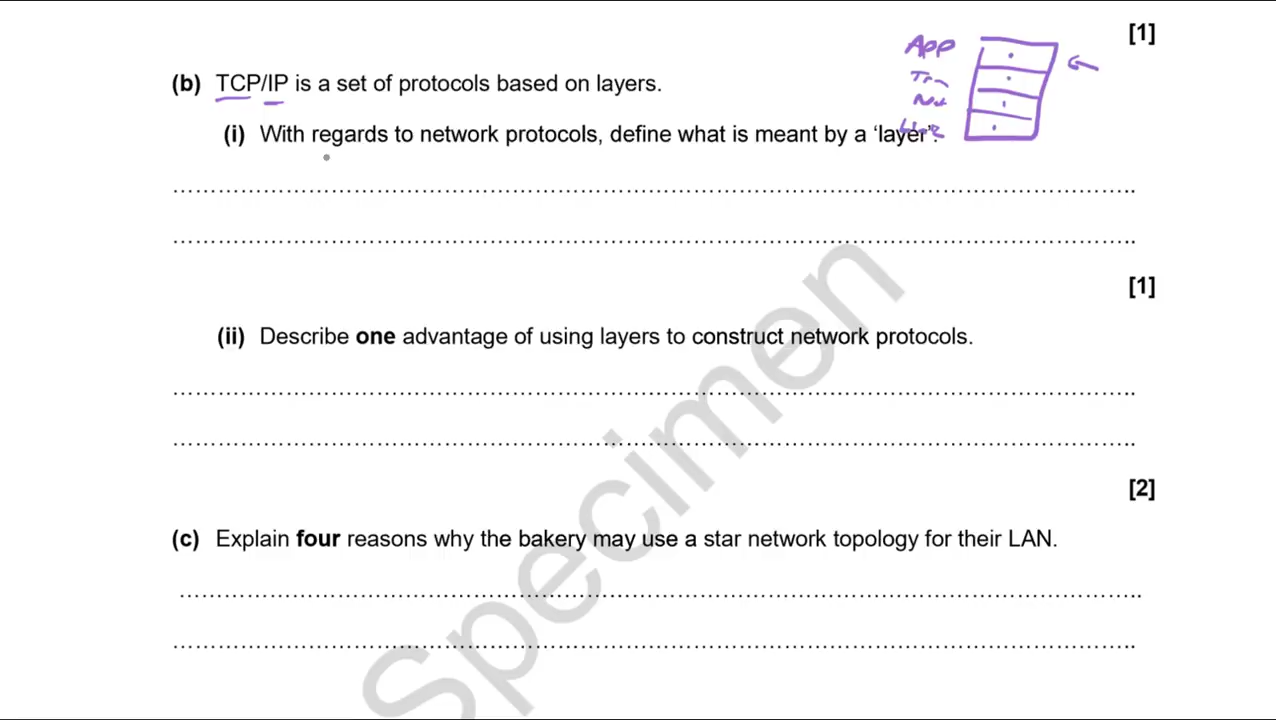 [1]
App
(b) TCP/IP is a set of protocols based on layers.
(i) With regards to network protocols, define what is meant by a ‘layer’.
……………………………………………………………………………………………………………..
……………………………………………………………………………………………………………..
[1]
(ii) Describe one advantage of using layers to construct network protocols.
……………………………………………………………………………………………………………..
……………………………………………………………………………………………………………..
[2]
(c) Explain four reasons why the bakery may use a star network topology for their LAN.
……………………………………………………………………………………………………………..
……………………………………………………………………………………………………………..
Specimen